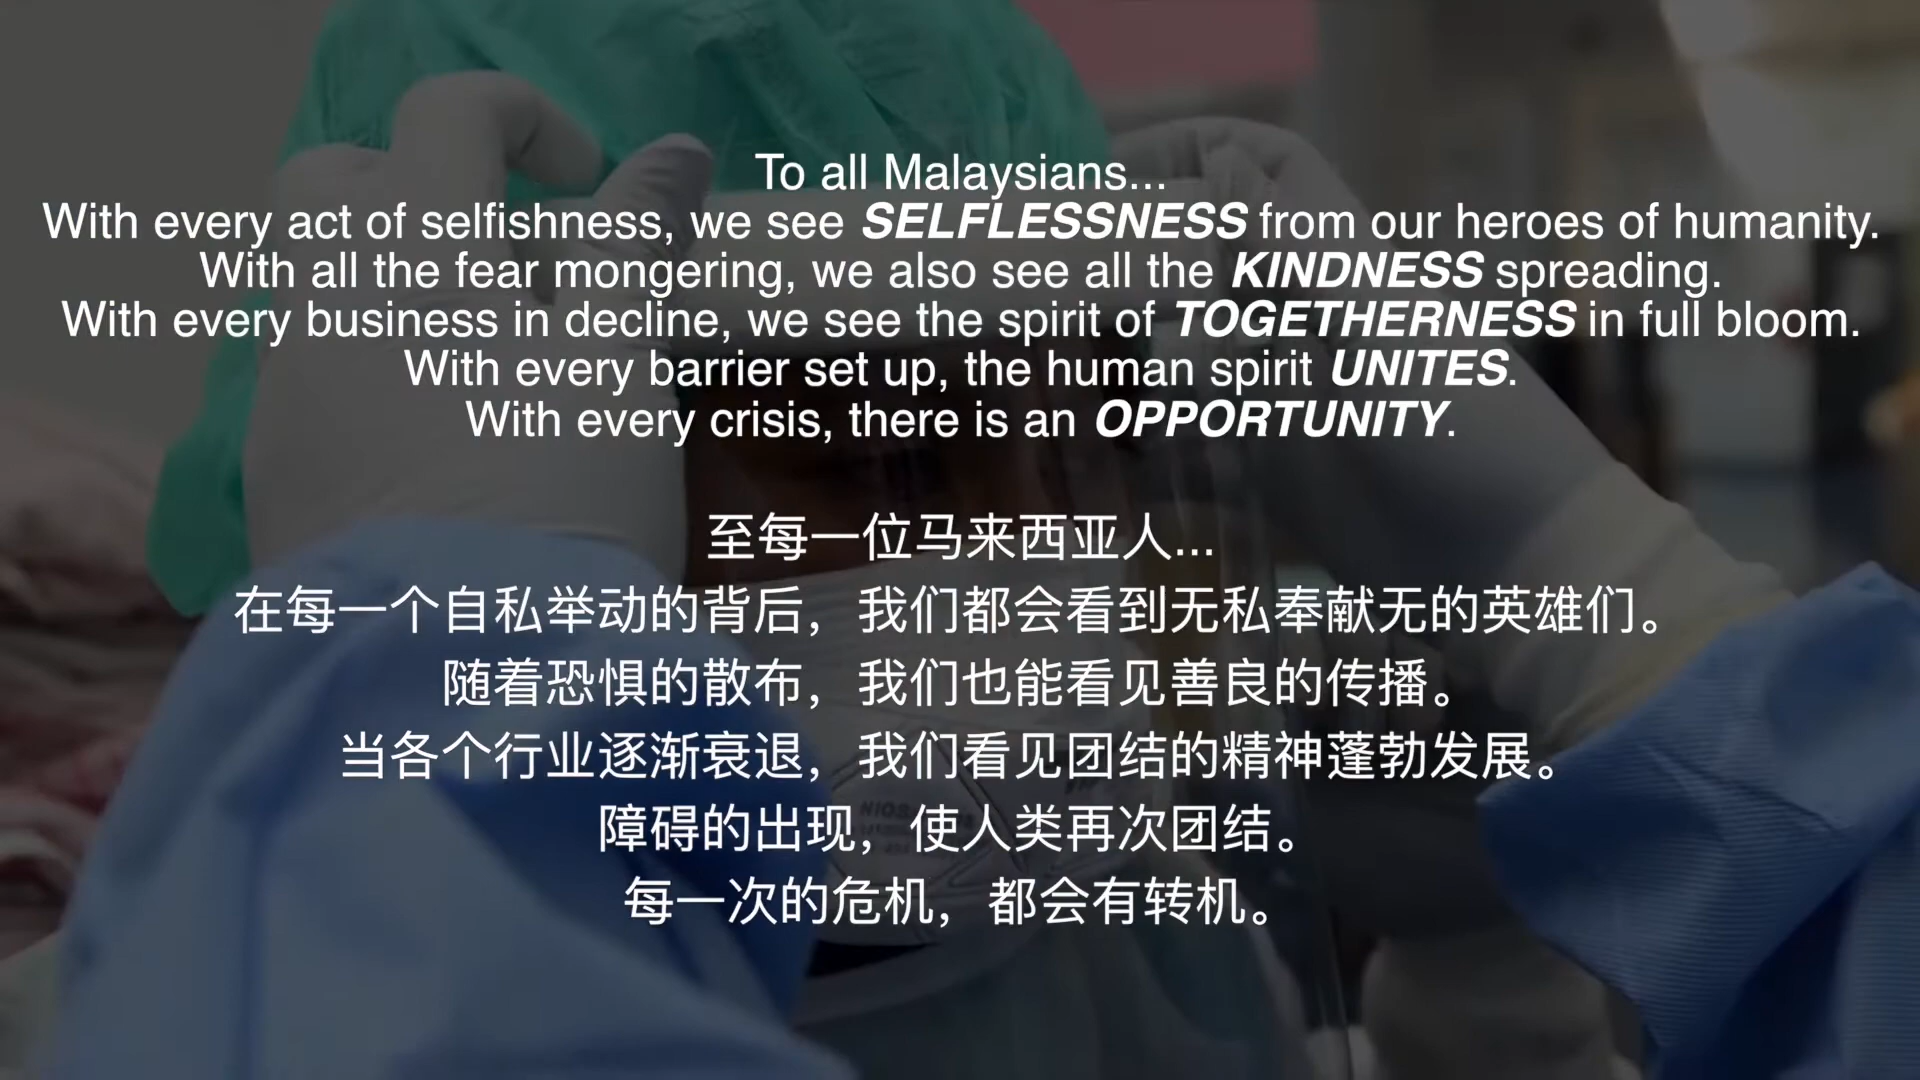 To all Malaysians...
With every act of selfishness, we see SELFLESSNESS from our heroes of humanity.
With all the fear mongering, we also see all the KINDNESS spreading.
With every business in decline, we see the spirit of TOGETHERNESS in full bloom.
With every barrier set up, the human spirit UNITES.
With every crisis, there is an OPPORTUNITY.
至每一位马来西亚人...
在每一个自私举动的背后，我们都会看到无私奉献无的英雄们。
随着恐惧的散布，我们也能看见善良的传播。
当各个行业逐渐衰退，我们看见团结的精神蓬勃发展。
障碍的出现，使人类再次团结。
每一次的危机，都会有转机。